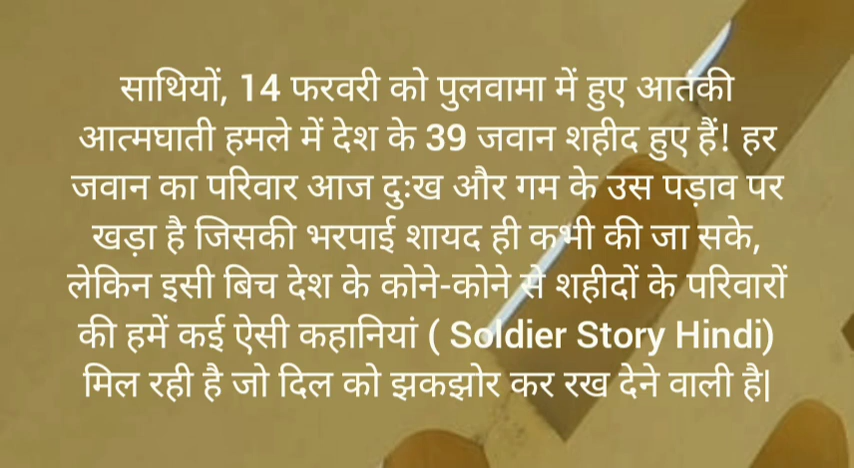 साथियों, 14 फरवरी को पुलवामा में हुए आतंकी
आत्मघाती हमले में देश के 39 जवान शहीद हुए हैं! हर
जवान का परिवार आज दुःख और गम के उस पड़ाव पर
खड़ा है जिसकी भरपाई शायद ही कभी की जा सके,
लेकिन इसी बिच देश के कोने-कोने से शहीदों के परिवारों
की हमें कई ऐसी कहानियां ( Soldier Story Hindi)
मिल रही है जो दिल को झकझोर कर रख देने वाली है|